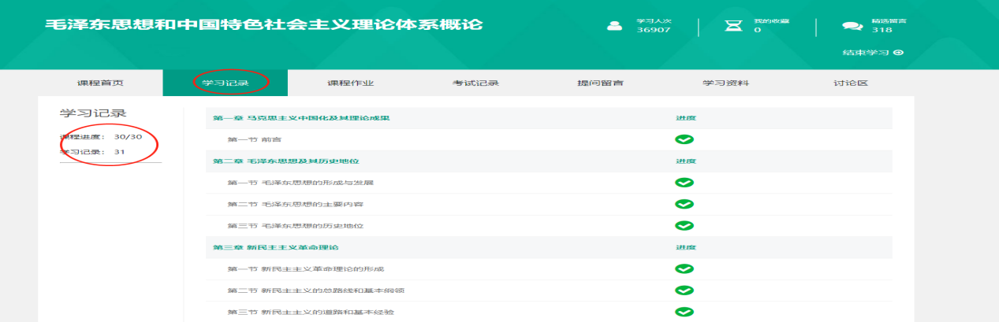 毛泽东思想和中国特色社会主义理论体系概论
学习人次
36907
我的收藏
0
精选留言
318
结束学习
课程首页 学习记录 课程作业 考试记录 提问留言 学习资料 讨论区
学习记录
课程进度： 30/30
学习记录： 31
第一章 马克思主义中国化及其理论成果 进度
第一节 前言
第二章 毛泽东思想及其历史地位 进度
第一节 毛泽东思想的形成与发展
第二节 毛泽东思想的主要内容
第三节 毛泽东思想的历史地位
第三章 新民主主义革命理论 进度
第一节 新民主主义革命理论的形成
第二节 新民主主义的总路线和基本纲领
第三节 新民主主义的道路和基本经验